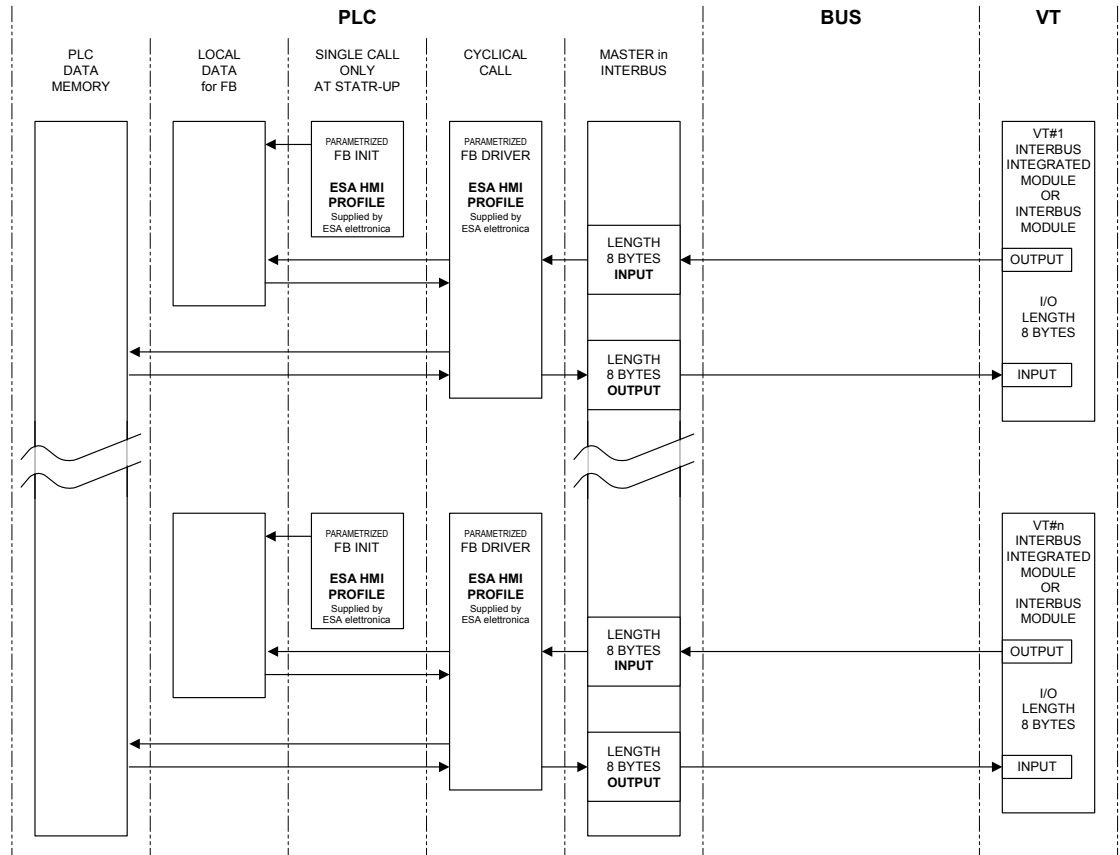 PLC
BUS
VT
PLC
DATA
MEMORY
LOCAL
DATA
for FB
SINGLE CALL
ONLY
AT STATR-UP
CYCLICAL
CALL
MASTER in
INTERBUS
PARAMETRIZED
FB INIT
ESA HMI
PROFILE
Supplied by
ESA elettronica
PARAMETRIZED
FB DRIVER
ESA HMI
PROFILE
Supplied by
ESA elettronica
LENGTH
8 BYTES
INPUT
LENGTH
8 BYTES
OUTPUT
VT#1
INTERBUS
INTEGRATED
MODULE
OR
INTERBUS
MODULE
OUTPUT
I/O
LENGTH
8 BYTES
INPUT
PARAMETRIZED
FB INIT
ESA HMI
PROFILE
Supplied by
ESA elettronica
PARAMETRIZED
FB DRIVER
ESA HMI
PROFILE
Supplied by
ESA elettronica
LENGTH
8 BYTES
INPUT
LENGTH
8 BYTES
OUTPUT
VT#n
INTERBUS
INTEGRATED
MODULE
OR
INTERBUS
MODULE
OUTPUT
I/O
LENGTH
8 BYTES
INPUT